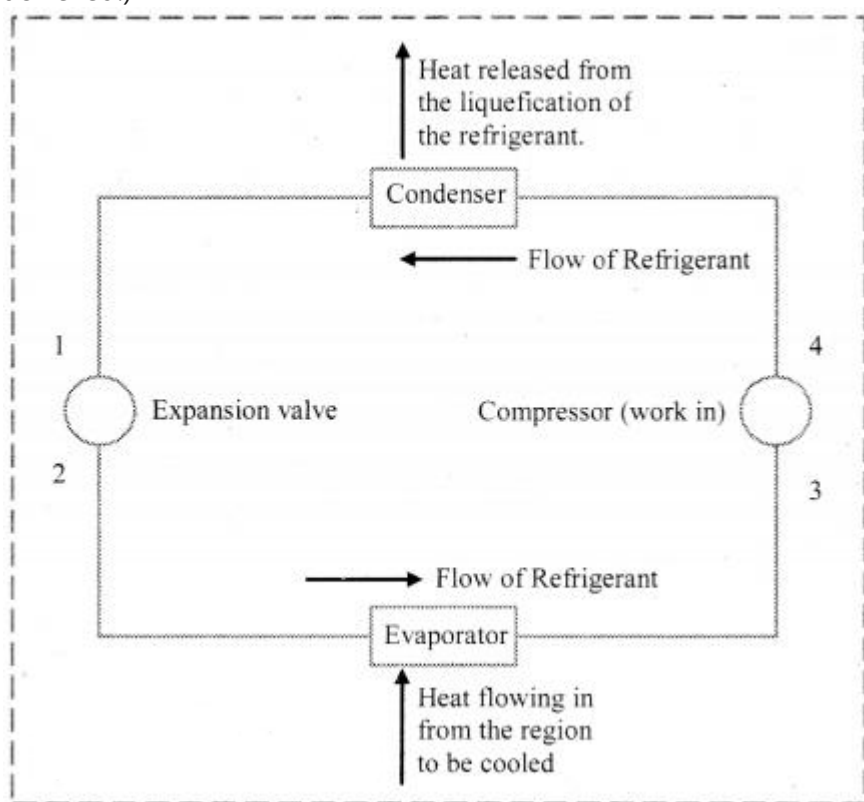 Heat released from
the liquefication of
the refrigerant.
Condenser
Flow of Refrigerant
1
4
Expansion valve
Compressor (work in)
2
3
Flow of Refrigerant
Evaporator
Heat flowing in
from the region
to be cooled